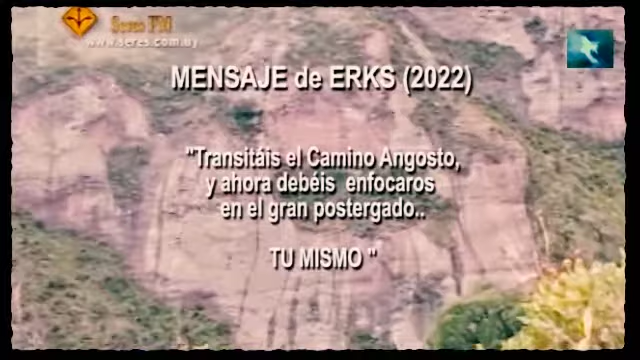 Seres FM
www.seres.com.uy
MENSAJE de ERKS (2022)
"Transitáis el Camino Angosto,
y ahora debéis enfocaros
en el gran postergado..
TU MISMO "